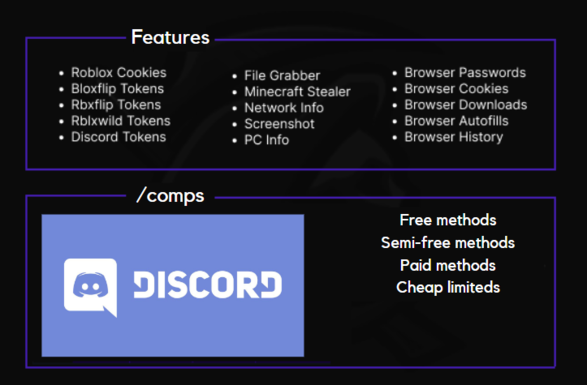 Features
• Roblox Cookies
• Bloxflip Tokens
• Rbxflip Tokens
• Rblxwild Tokens
• Discord Tokens
• File Grabber
• Minecraft Stealer
• Network Info
• Screenshot
• PC Info
• Browser Passwords
• Browser Cookies
• Browser Downloads
• Browser Autofills
• Browser History
/comps
DISCORD
Free methods
Semi-free methods
Paid methods
Cheap limiteds